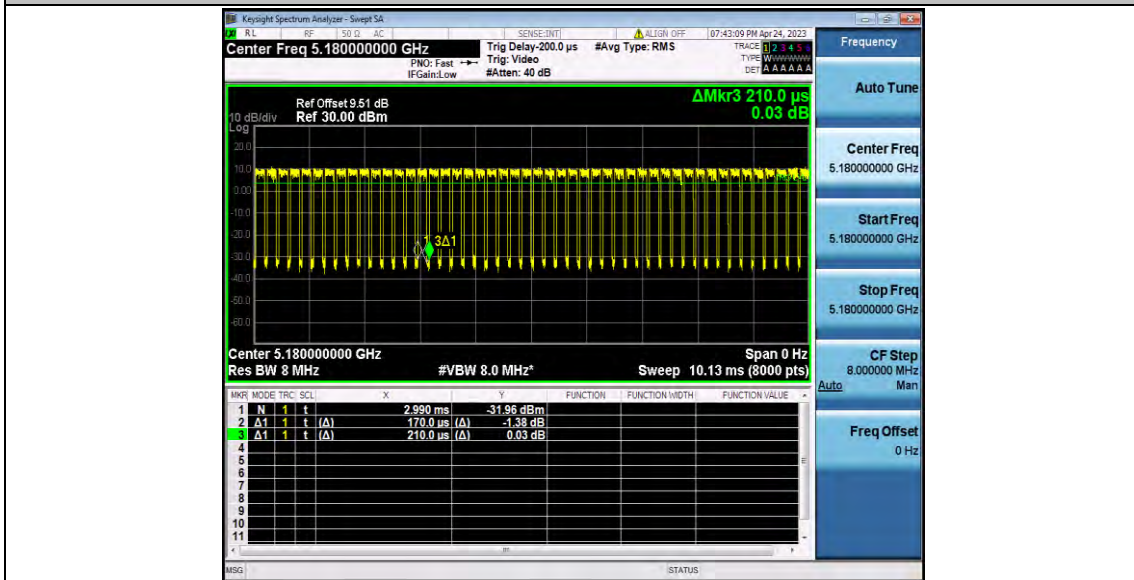 Keysight Spectrum Analyzer - Swept SA
RL RF 50 Ω AC SENSE:INT ALIGN OFF 07:43:09 PM Apr 24, 2023
Center Freq 5.180000000 GHz
PNO: Fast
IFGain:Low
Trig Delay-200.0 µs
Trig: Video
#Atten: 40 dB
#Avg Type: RMS
TRACE 1 2 3 4 5 6
TYPE W
DET A A A A A A
ΔMkr3 210.0 µs
0.03 dB
Ref Offset 9.51 dB
Ref 30.00 dBm
10 dB/div
Log
20.0
10.0
0.00
-10.0
-20.0
-30.0
-40.0
-50.0
-60.0
1 3Δ1
Center 5.180000000 GHz Span 0 Hz
Res BW 8 MHz #VBW 8.0 MHz* Sweep 10.13 ms (8000 pts)
MKR MODE TRC SCL X Y FUNCTION FUNCTION WIDTH FUNCTION VALUE
1 N 1 t 2.990 ms -31.96 dBm
2 Δ1 1 t (Δ) 170.0 µs (Δ) -1.38 dB
3 Δ1 1 t (Δ) 210.0 µs (Δ) 0.03 dB
4
5
6
7
8
9
10
11
MSG STATUS
Frequency
Auto Tune
Center Freq
5.180000000 GHz
Start Freq
5.180000000 GHz
Stop Freq
5.180000000 GHz
CF Step
8.000000 MHz
Auto Man
Freq Offset
0 Hz